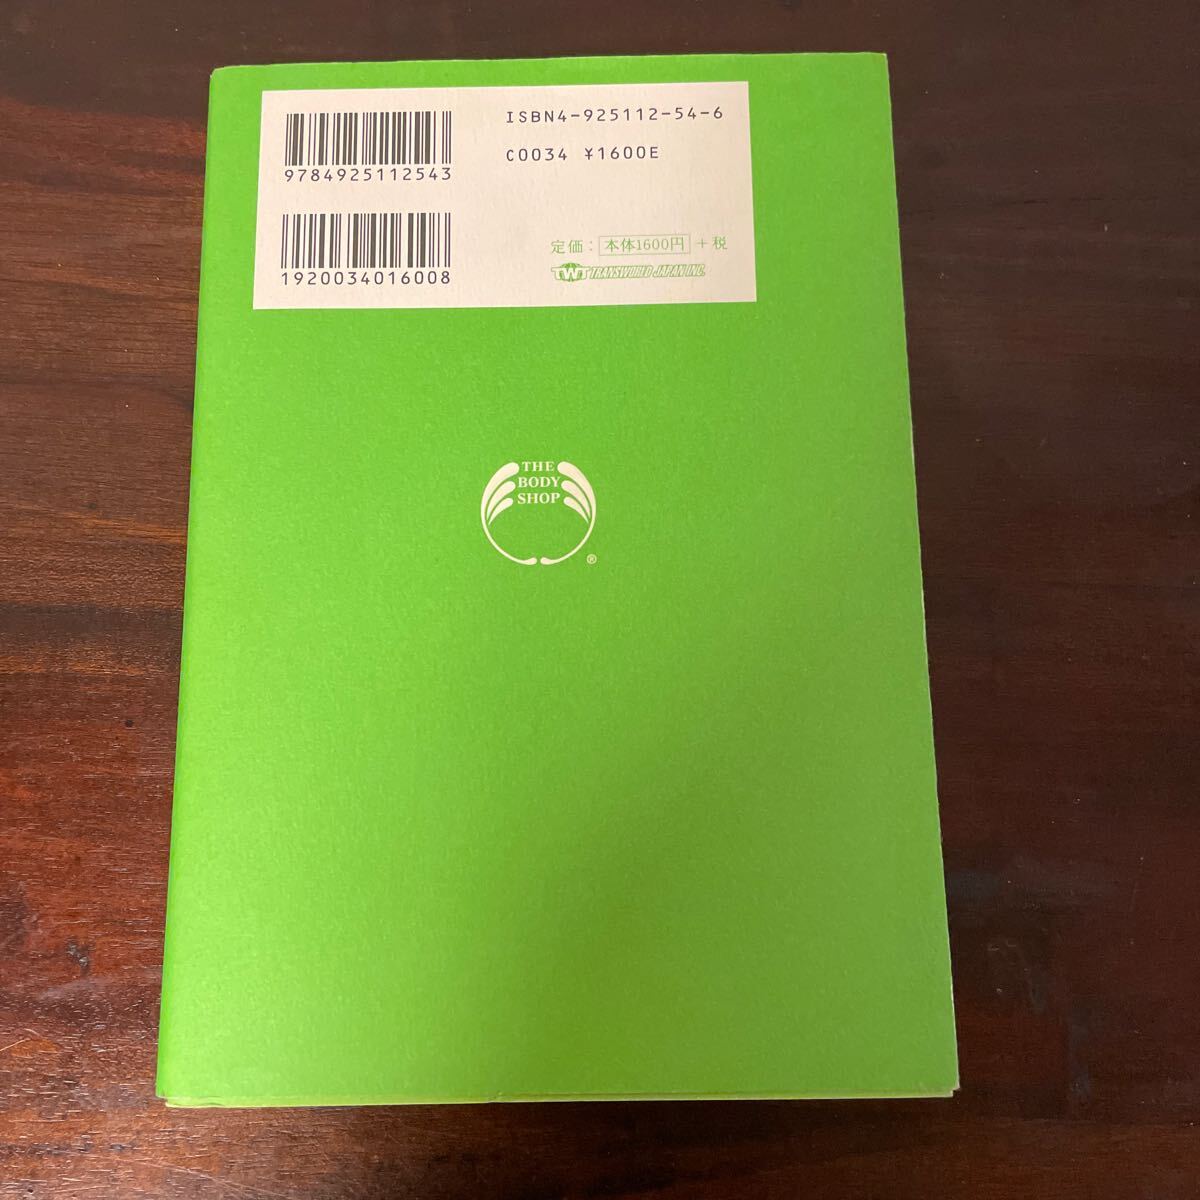 ISBN4-925112-54-6
C0034 ¥1600E
9784925112543
1920034016008
定価： 本体1600円 ＋税
TWJ TRANSWORLD JAPAN INC.
THE
BODY
SHOP
®